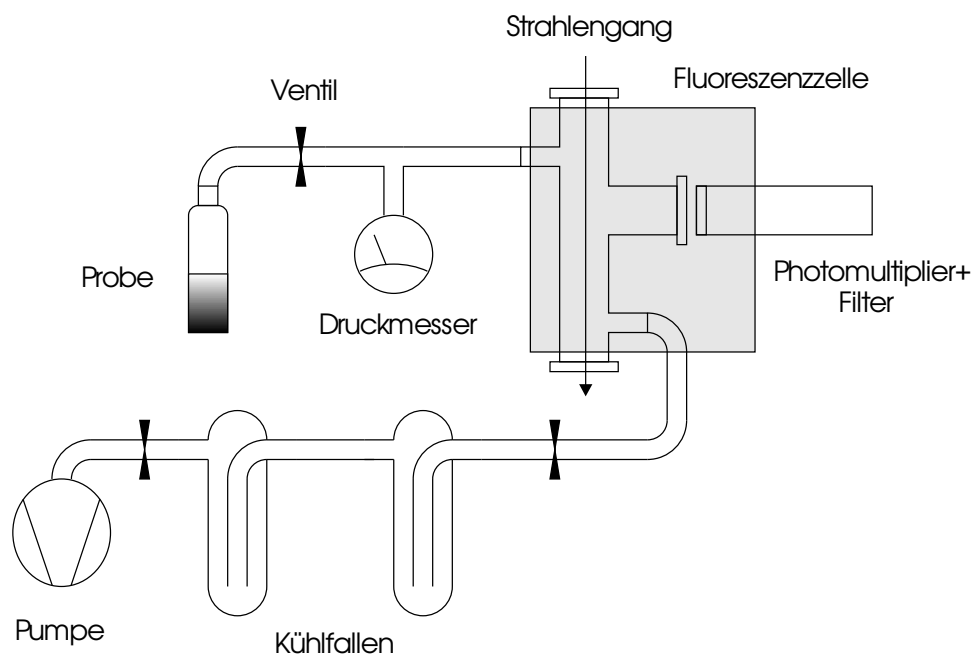 Strahlengang
Ventil
Fluoreszenzzelle
Probe
Druckmesser
Photomultiplier+
Filter
Pumpe
Kühlfallen